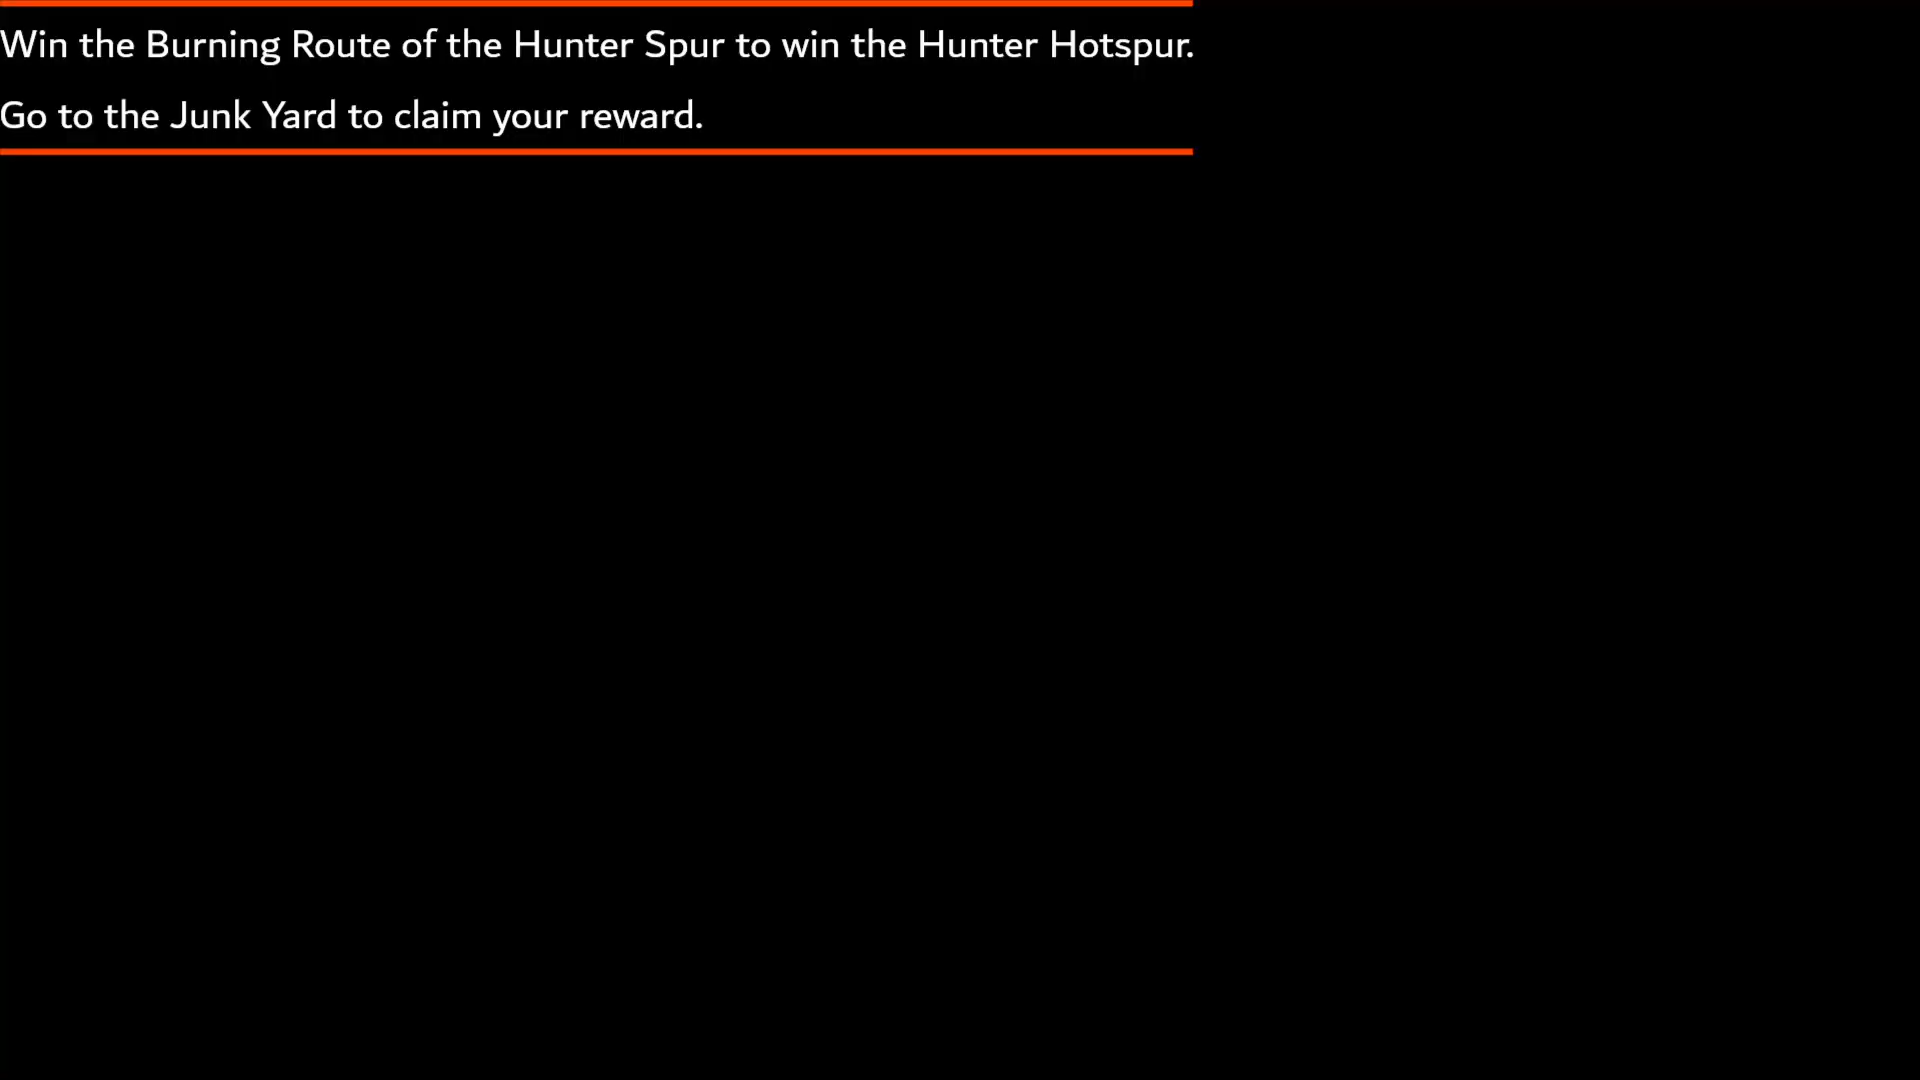 Win the Burning Route of the Hunter Spur to win the Hunter Hotspur.
Go to the Junk Yard to claim your reward.